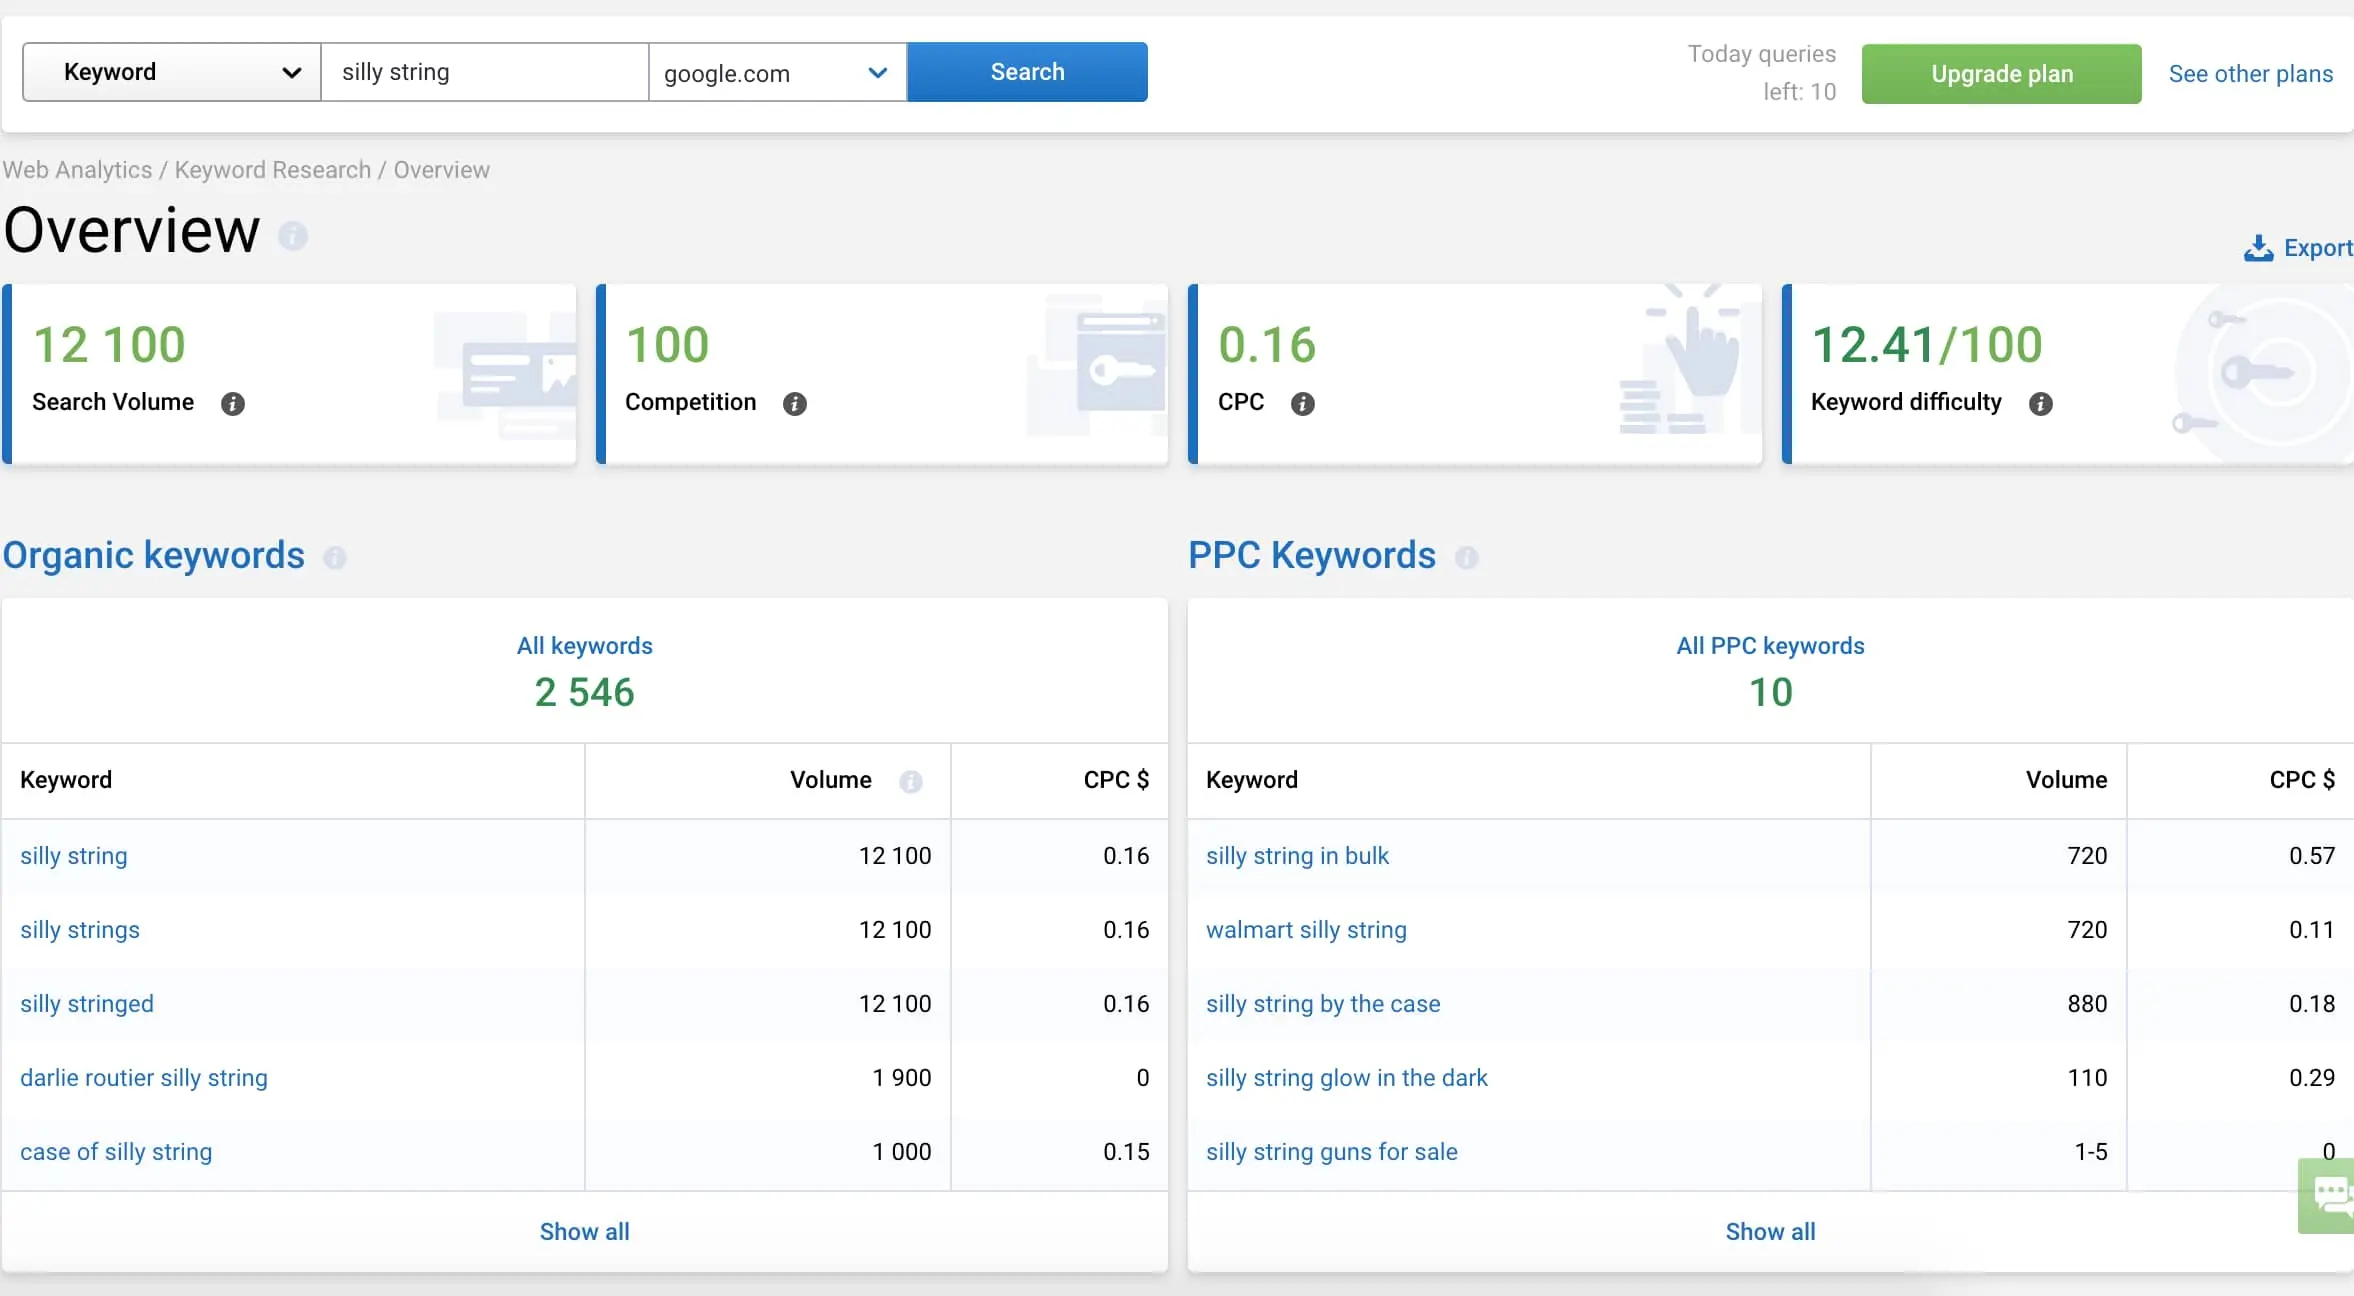 Keyword silly string google.com Search Today queries left: 10 Upgrade plan See other plans
Web Analytics / Keyword Research / Overview
Overview
Export
12 100 100 0.16 12.41/100
Search Volume Competition CPC Keyword difficulty
Organic keywords
All keywords
2 546
Keyword Volume CPC $
silly string 12 100 0.16
silly strings 12 100 0.16
silly stringed 12 100 0.16
darlie routier silly string 1 900 0
case of silly string 1 000 0.15
Show all
PPC Keywords
All PPC keywords
10
Keyword Volume CPC $
silly string in bulk 720 0.57
walmart silly string 720 0.11
silly string by the case 880 0.18
silly string glow in the dark 110 0.29
silly string guns for sale 1-5 0
Show all